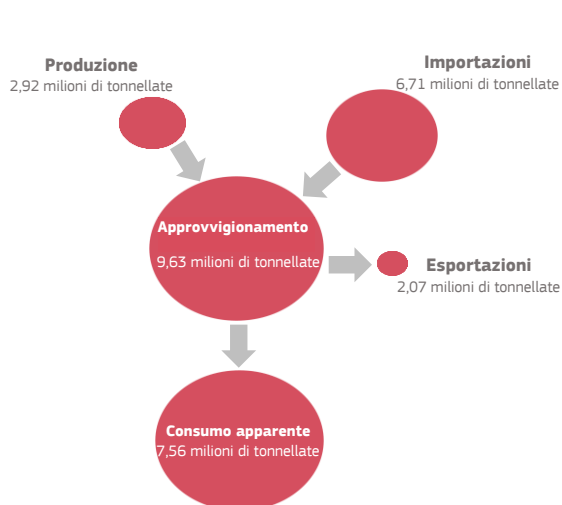 Produzione
2,92 milioni di tonnellate
Importazioni
6,71 milioni di tonnellate
Approvvigionamento
9,63 milioni di tonnellate
Esportazioni
2,07 milioni di tonnellate
Consumo apparente
7,56 milioni di tonnellate